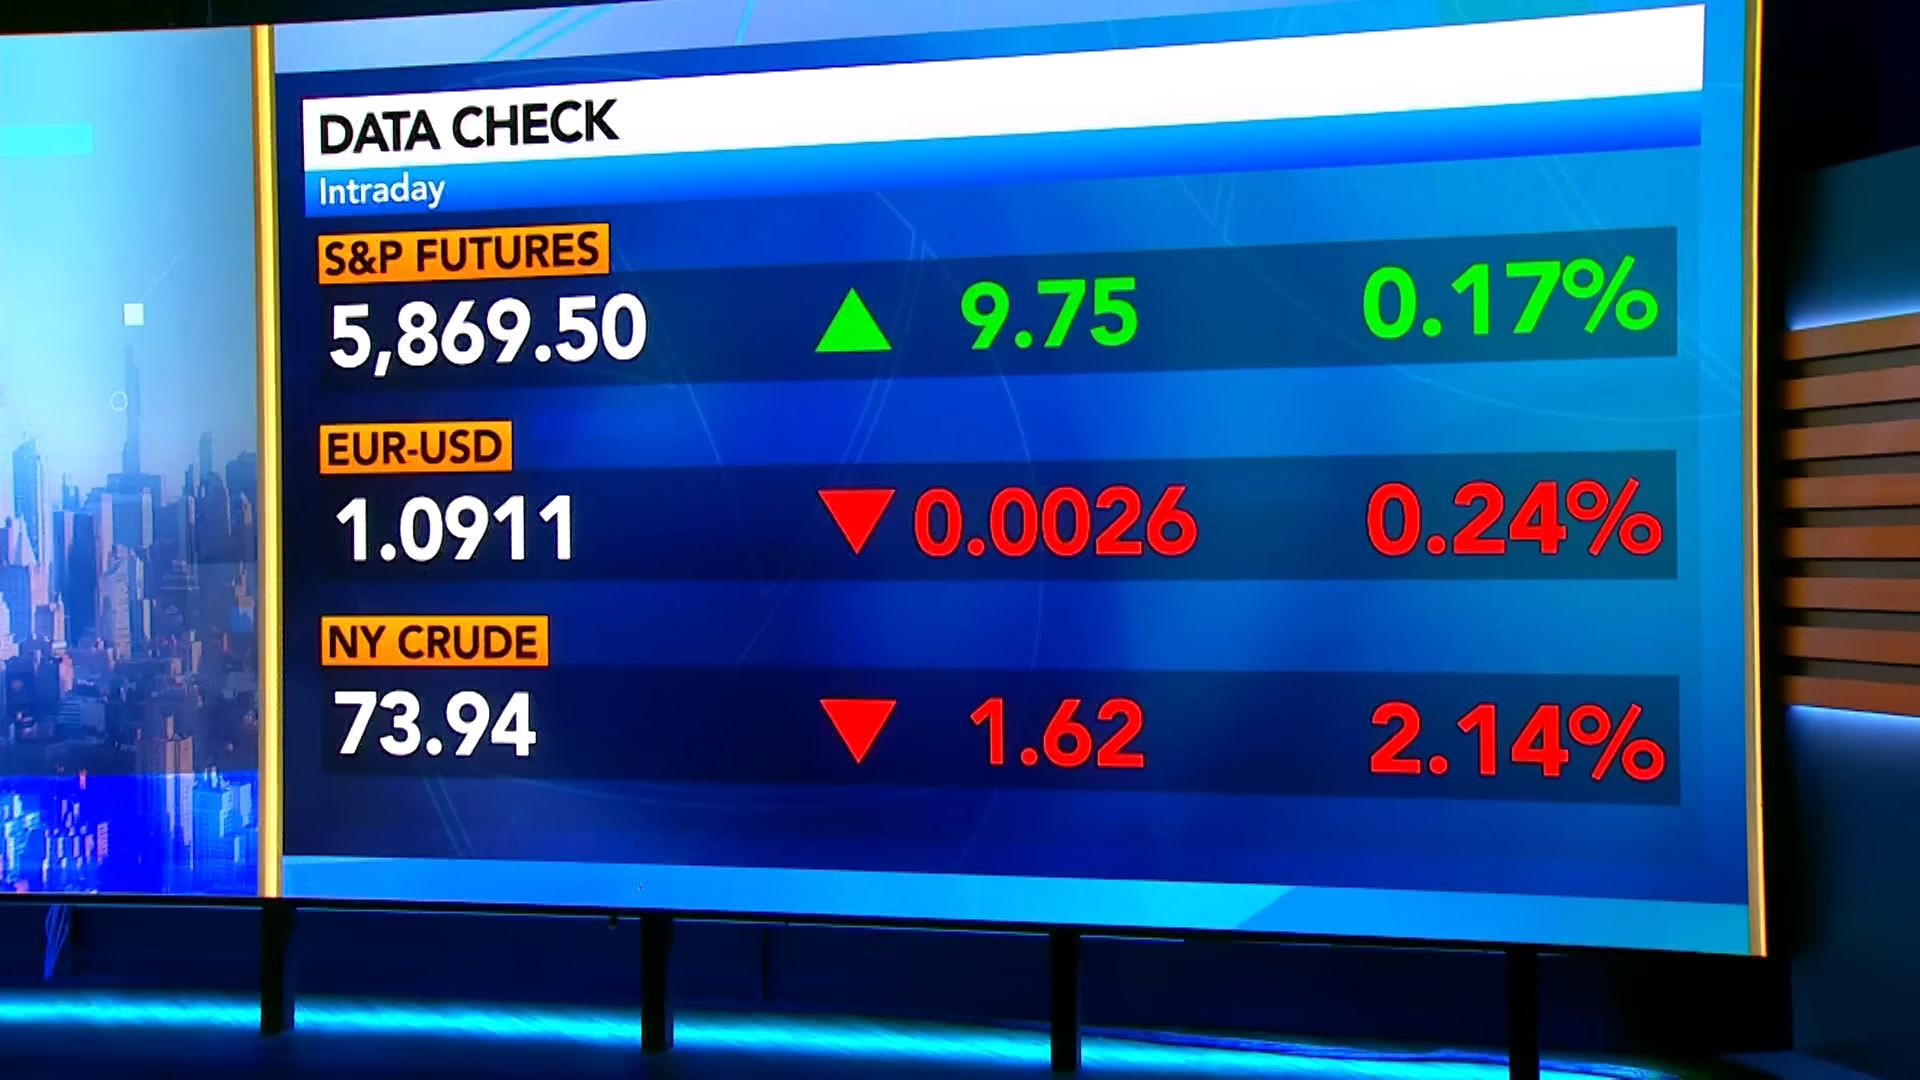 DATA CHECK
Intraday
S&P FUTURES
5,869.50 ▲ 9.75 0.17%
EUR-USD
1.0911 ▼ 0.0026 0.24%
NY CRUDE
73.94 ▼ 1.62 2.14%